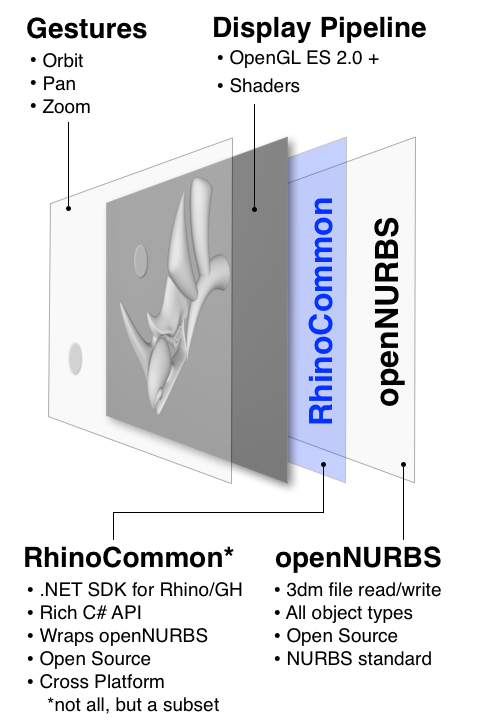 Gestures
• Orbit
• Pan
• Zoom
Display Pipeline
• OpenGL ES 2.0 +
• Shaders
RhinoCommon
openNURBS
RhinoCommon*
• .NET SDK for Rhino/GH
• Rich C# API
• Wraps openNURBS
• Open Source
• Cross Platform
*not all, but a subset
openNURBS
• 3dm file read/write
• All object types
• Open Source
• NURBS standard